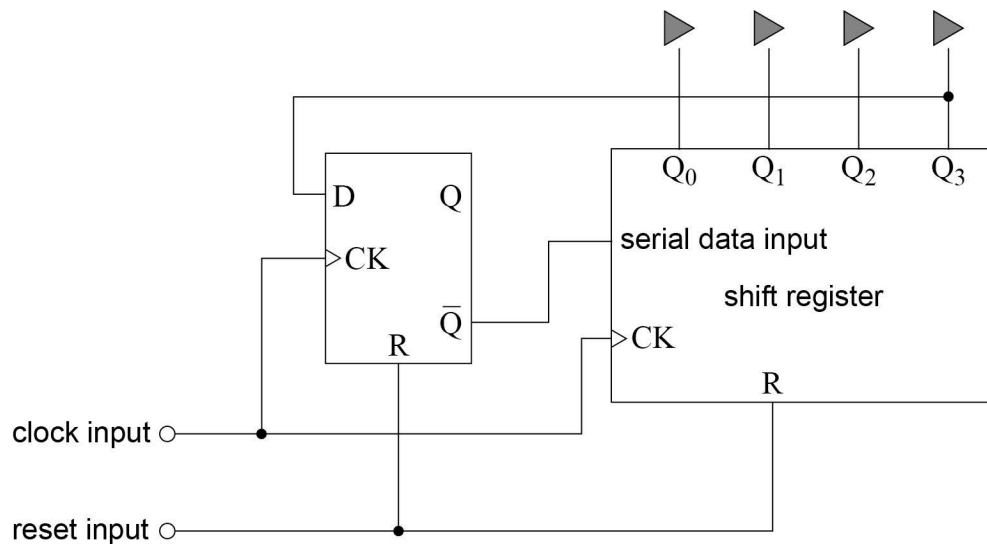 Q₀ Q₁ Q₂ Q₃
D Q
serial data input
CK
shift register
Q̅
CK
R
R
clock input
reset input